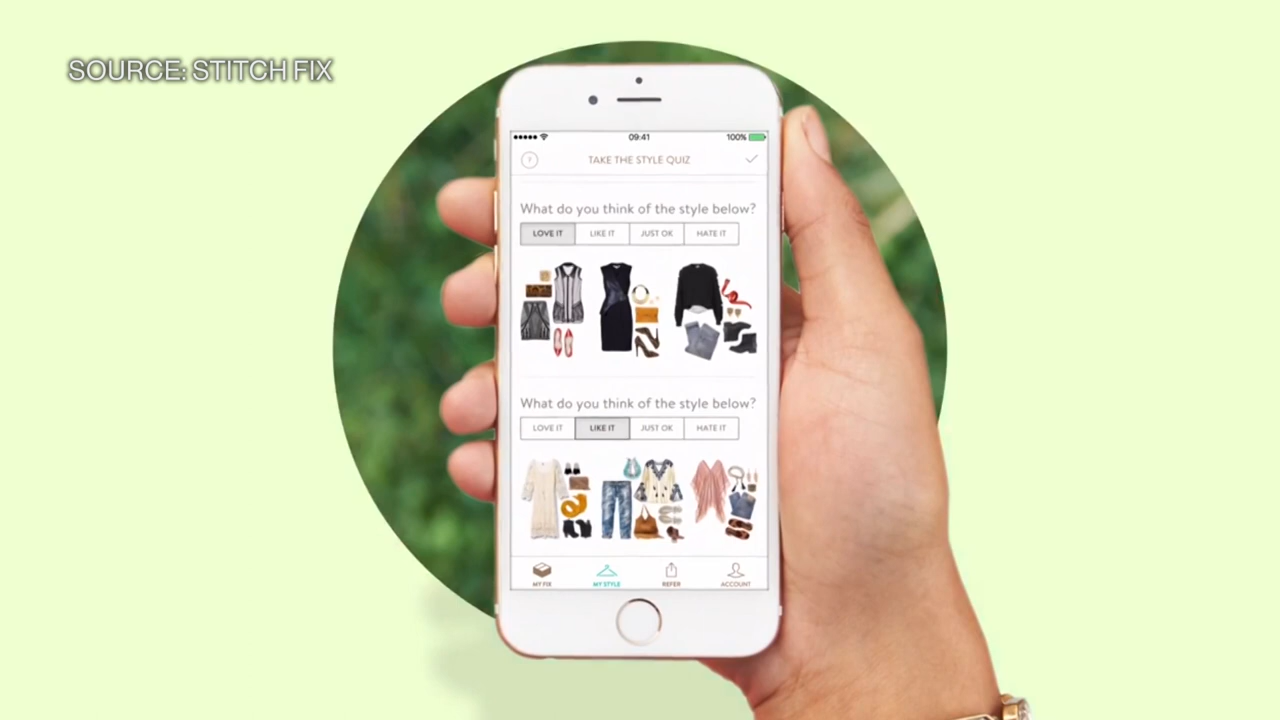 SOURCE: STITCH FIX
09:41
100%
?
TAKE THE STYLE QUIZ
What do you think of the style below?
LOVE IT LIKE IT JUST OK HATE IT
What do you think of the style below?
LOVE IT LIKE IT JUST OK HATE IT
MY FIX MY STYLE REFER ACCOUNT